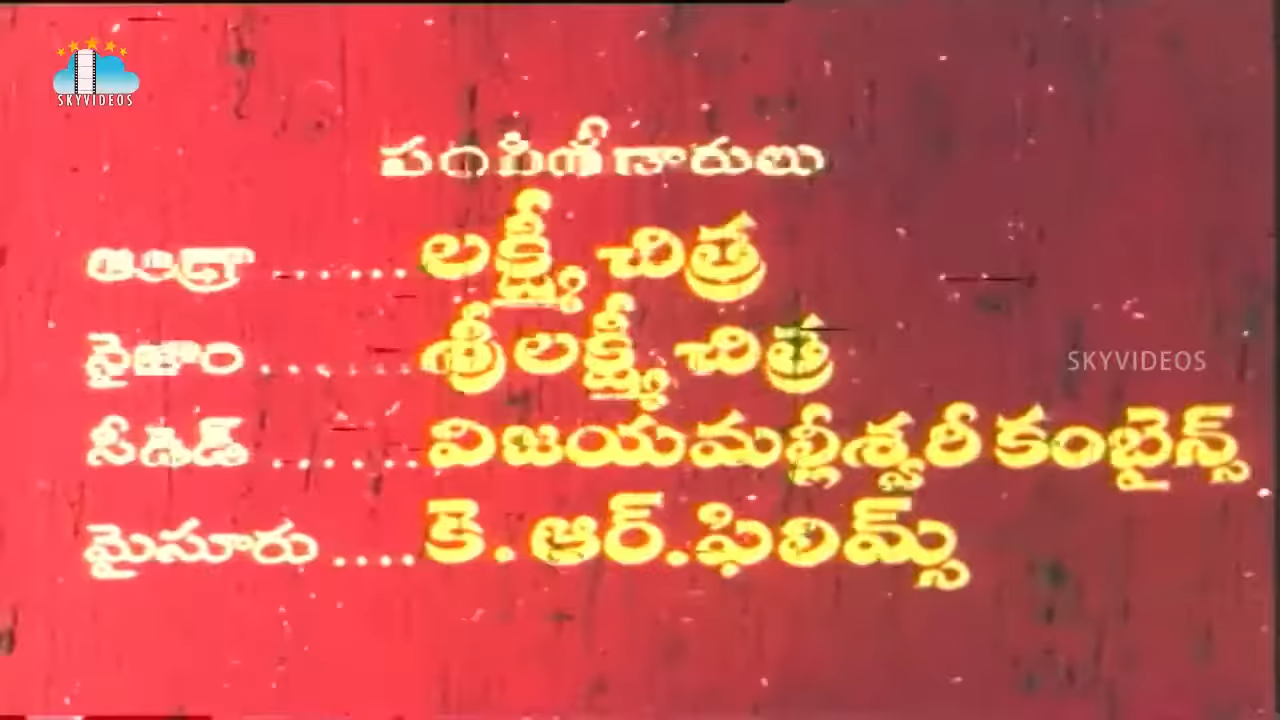 SKYVIDEOS
పంపిణీదారులు
ఆంధ్రా ...... లక్ష్మీ చిత్ర
నైజాం ...... శ్రీలక్ష్మీ చిత్ర
SKYVIDEOS
సీడెడ్ ...... విజయమల్లీశ్వరీ కంబైన్స్
మైసూరు .... కె. ఆర్. ఫిలిమ్స్